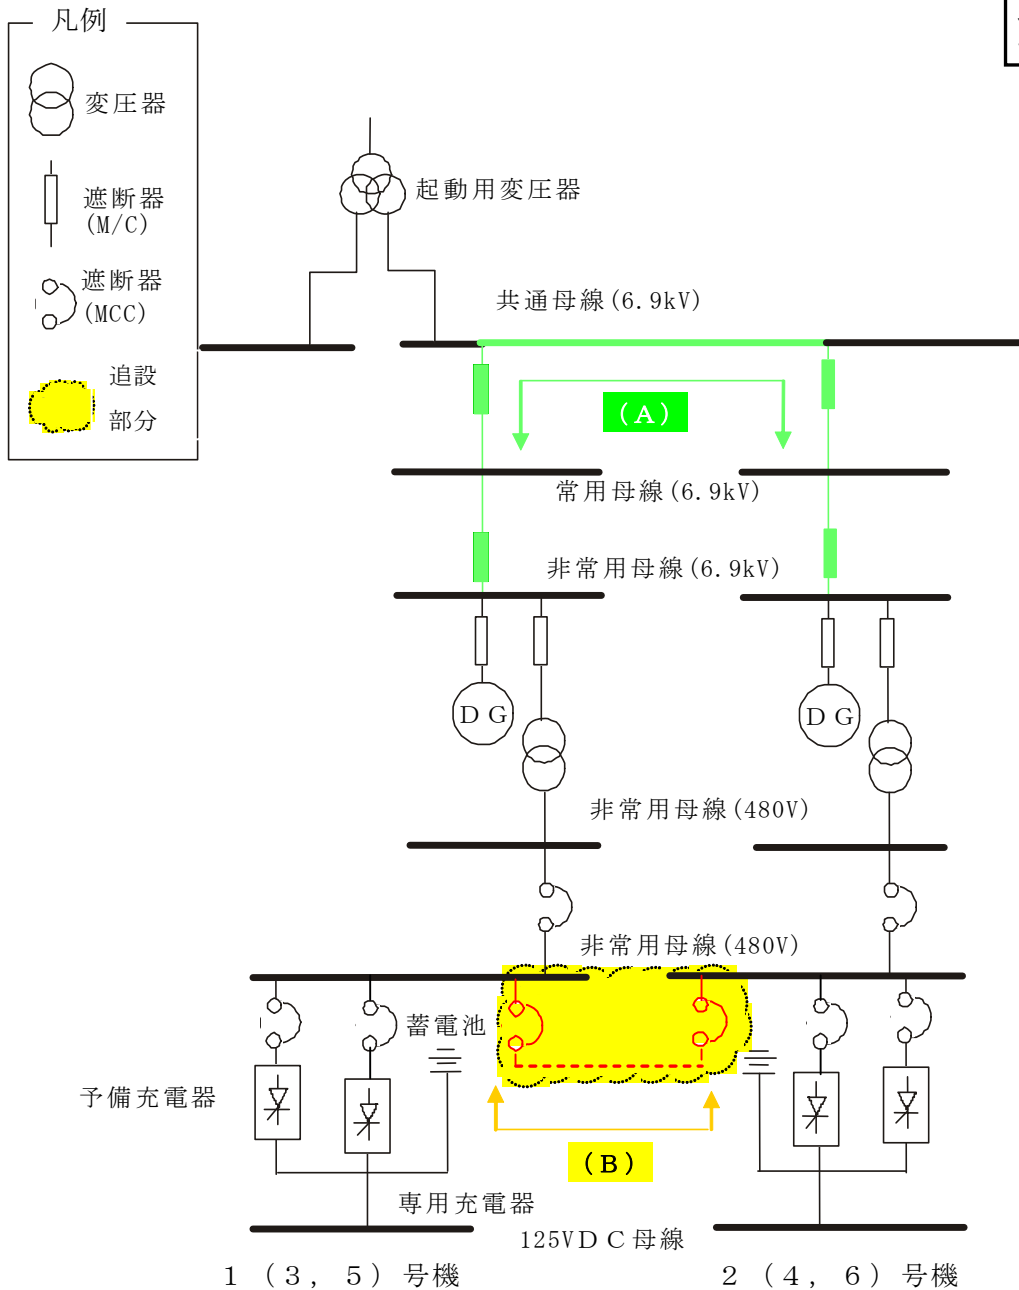 凡例
変圧器
遮断器
(M/C)
遮断器
(MCC)
追設
部分
起動用変圧器
共通母線(6.9kV)
(A)
常用母線(6.9kV)
非常用母線(6.9kV)
DG
DG
非常用母線(480V)
非常用母線(480V)
蓄電池
予備充電器
(B)
専用充電器
125VDC母線
1 (3, 5) 号機
2 (4, 6) 号機